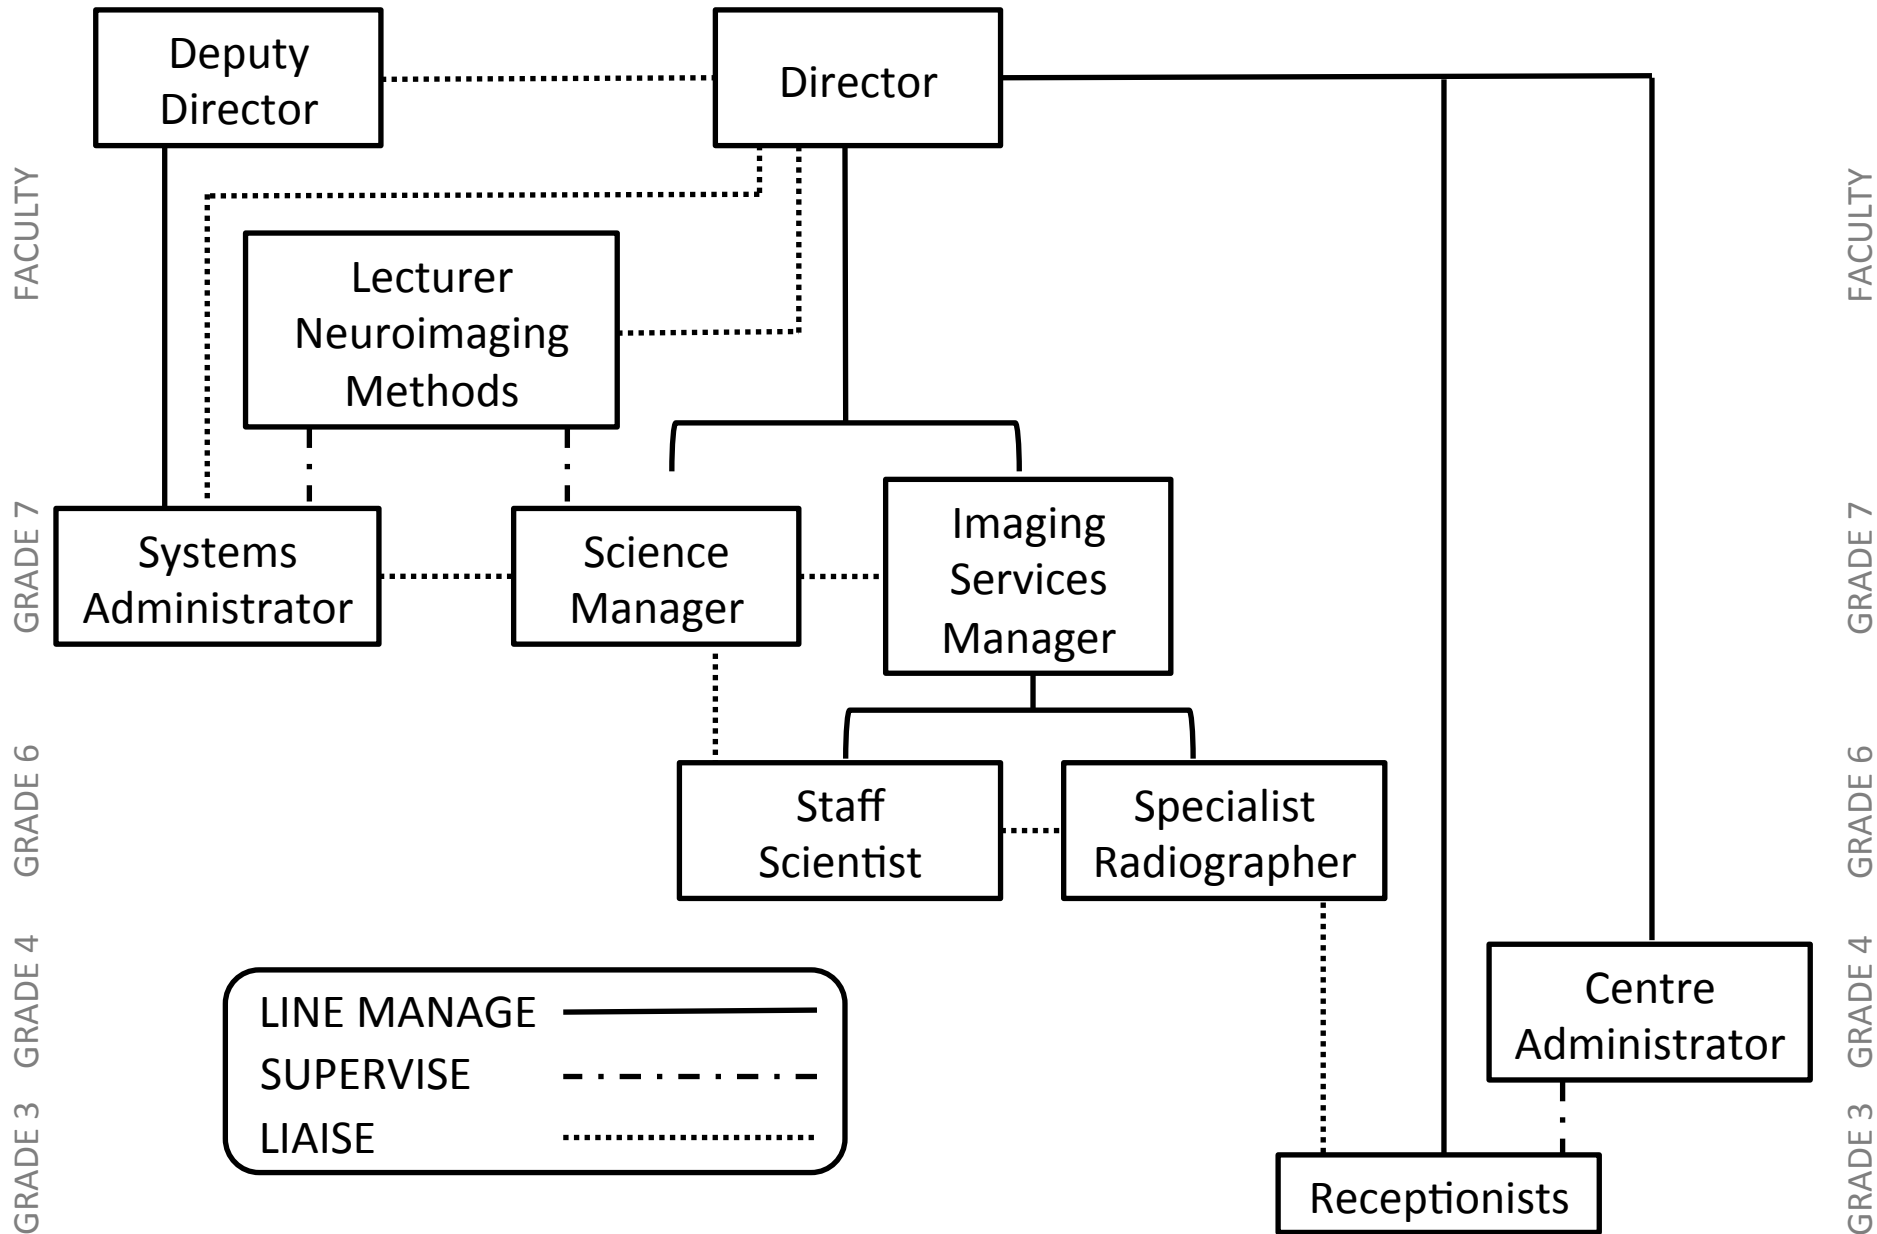 Deputy
Director
Director
FACULTY
FACULTY
Lecturer
Neuroimaging
Methods
GRADE 7
Systems
Administrator
Science
Manager
Imaging
Services
Manager
GRADE 7
GRADE 6
Staff
Scientist
Specialist
Radiographer
GRADE 6
GRADE 4
LINE MANAGE
SUPERVISE
LIAISE
Centre
Administrator
GRADE 4
GRADE 3
Receptionists
GRADE 3